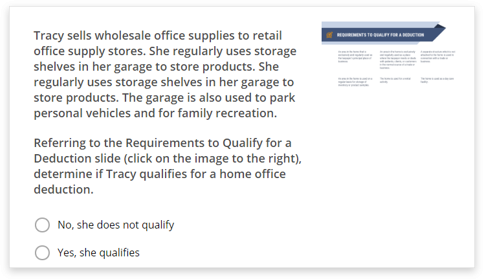 Tracy sells wholesale office supplies to retail
office supply stores. She regularly uses storage
shelves in her garage to store products. She
regularly uses storage shelves in her garage to
store products. The garage is also used to park
personal vehicles and for family recreation.
Referring to the Requirements to Qualify for a
Deduction slide (click on the image to the right),
determine if Tracy qualifies for a home office
deduction.
No, she does not qualify
Yes, she qualifies
REQUIREMENTS TO QUALIFY FOR A DEDUCTION